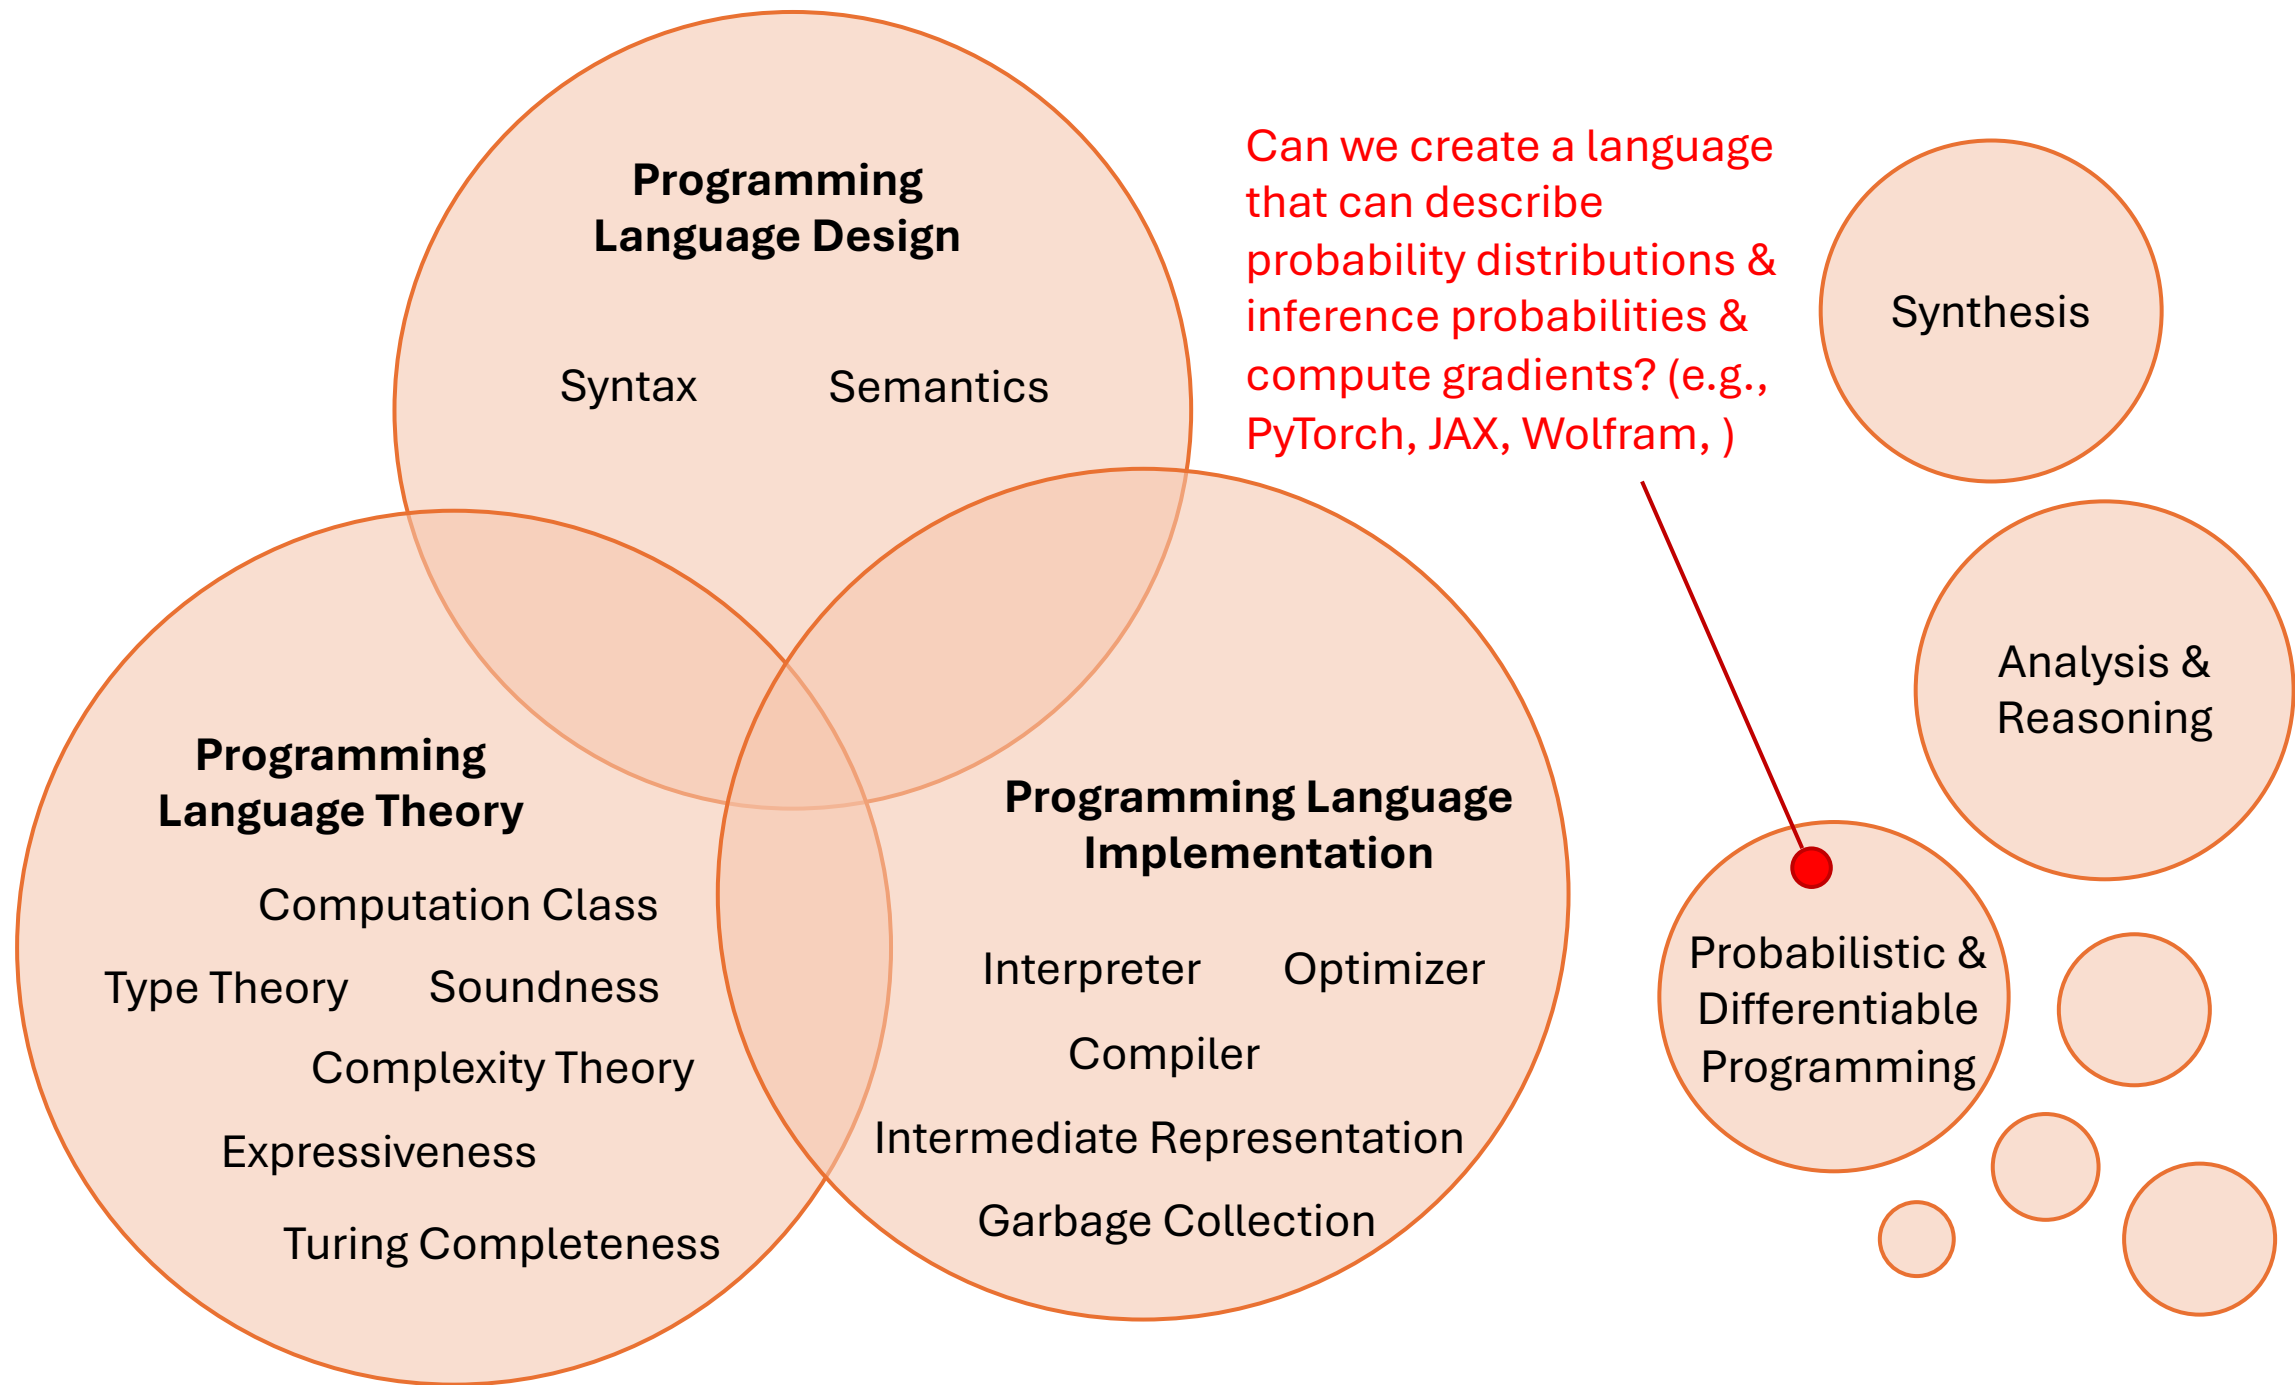 Programming
Language Design
Syntax
Semantics
Can we create a language
that can describe
probability distributions &
inference probabilities &
compute gradients? (e.g.,
PyTorch, JAX, Wolfram, )
Synthesis
Analysis &
Reasoning
Programming
Language Theory
Computation Class
Type Theory
Soundness
Complexity Theory
Expressiveness
Turing Completeness
Programming Language
Implementation
Interpreter
Optimizer
Compiler
Intermediate Representation
Garbage Collection
Probabilistic &
Differentiable
Programming